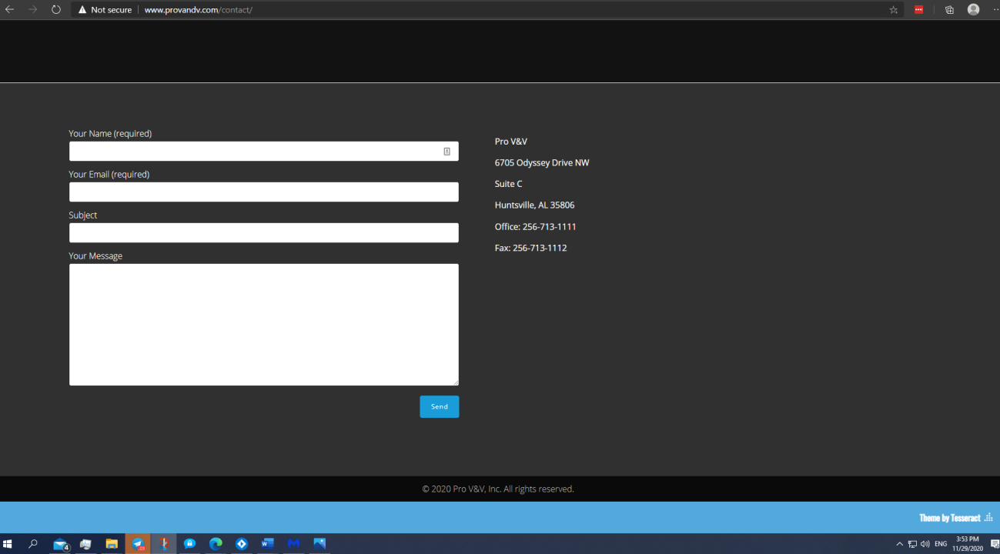 Not secure | www.provandv.com/contact/
Your Name (required)
Your Email (required)
Subject
Your Message
Send
Pro V&V
6705 Odyssey Drive NW
Suite C
Huntsville, AL 35806
Office: 256-713-1111
Fax: 256-713-1112
© 2020 Pro V&V, Inc. All rights reserved.
Theme by Tesseract
4
ENG
3:53 PM
11/29/2020